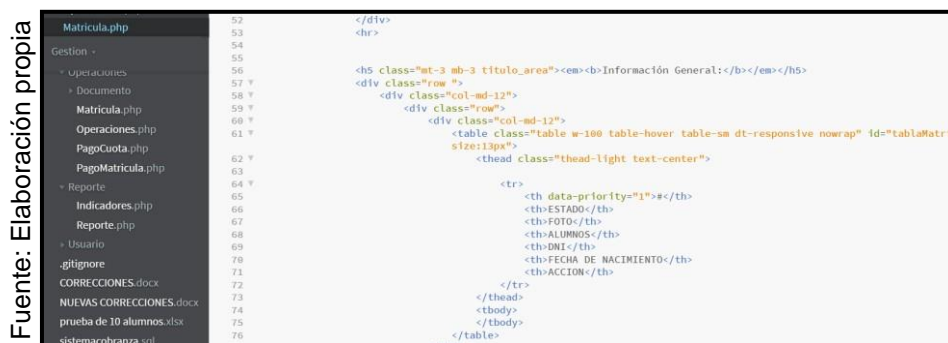 Fuente: Elaboración propia
Matricula.php
Gestion
Operaciones
Documento
Matricula.php
Operaciones.php
PagoCuota.php
PagoMatricula.php
Reporte
Indicadores.php
Reporte.php
Usuario
.gitignore
CORRECCIONES.docx
NUEVAS CORRECCIONES.docx
prueba de 10 alumnos.xlsx
sistemacobranza.sql
52 </div>
53 <hr>
54
55
56 <h5 class="mt-3 mb-3 titulo_area"><em><b>Información General:</b></em></h5>
57 <div class="row ">
58 <div class="col-md-12">
59 <div class="row">
60 <div class="col-md-12">
61 <table class="table w-100 table-hover table-sm dt-responsive nowrap" id="tablaMatr
size:13px">
62 <thead class="thead-light text-center">
63
64 <tr>
65 <th data-priority="1">#</th>
66 <th>ESTADO</th>
67 <th>FOTO</th>
68 <th>ALUMNOS</th>
69 <th>DNI</th>
70 <th>FECHA DE NACIMIENTO</th>
71 <th>ACCION</th>
72 </tr>
73 </thead>
74 <tbody>
75 </tbody>
76 </table>